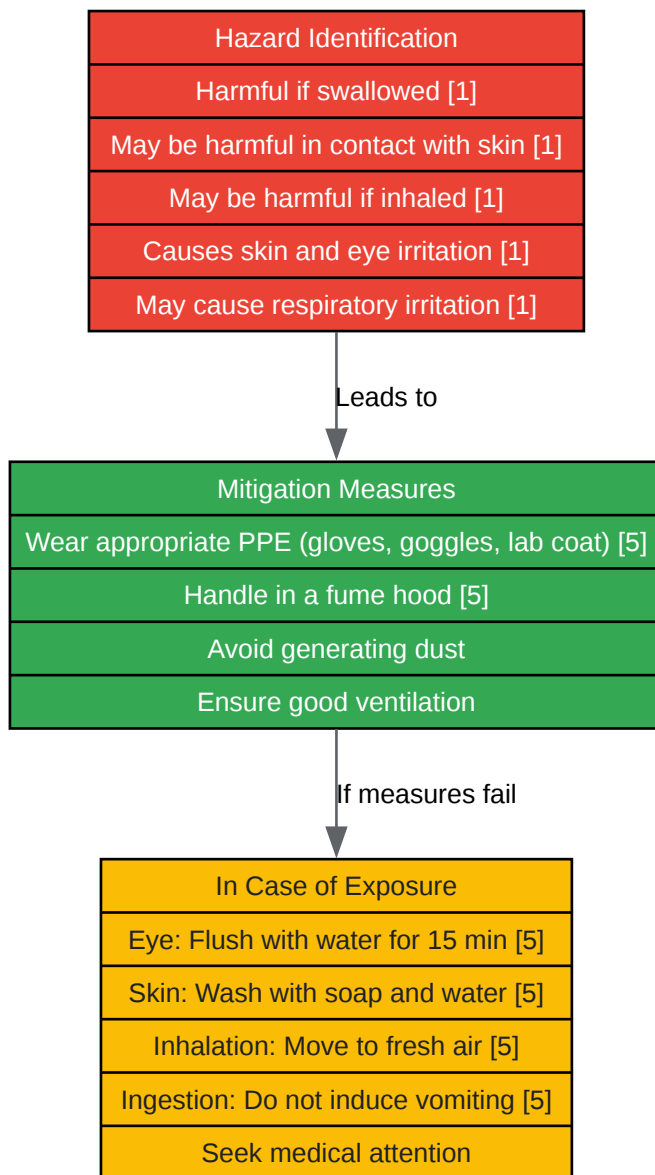 Hazard Identification
Harmful if swallowed [1]
May be harmful in contact with skin [1]
May be harmful if inhaled [1]
Causes skin and eye irritation [1]
May cause respiratory irritation [1]
Leads to
Mitigation Measures
Wear appropriate PPE (gloves, goggles, lab coat) [5]
Handle in a fume hood [5]
Avoid generating dust
Ensure good ventilation
If measures fail
In Case of Exposure
Eye: Flush with water for 15 min [5]
Skin: Wash with soap and water [5]
Inhalation: Move to fresh air [5]
Ingestion: Do not induce vomiting [5]
Seek medical attention